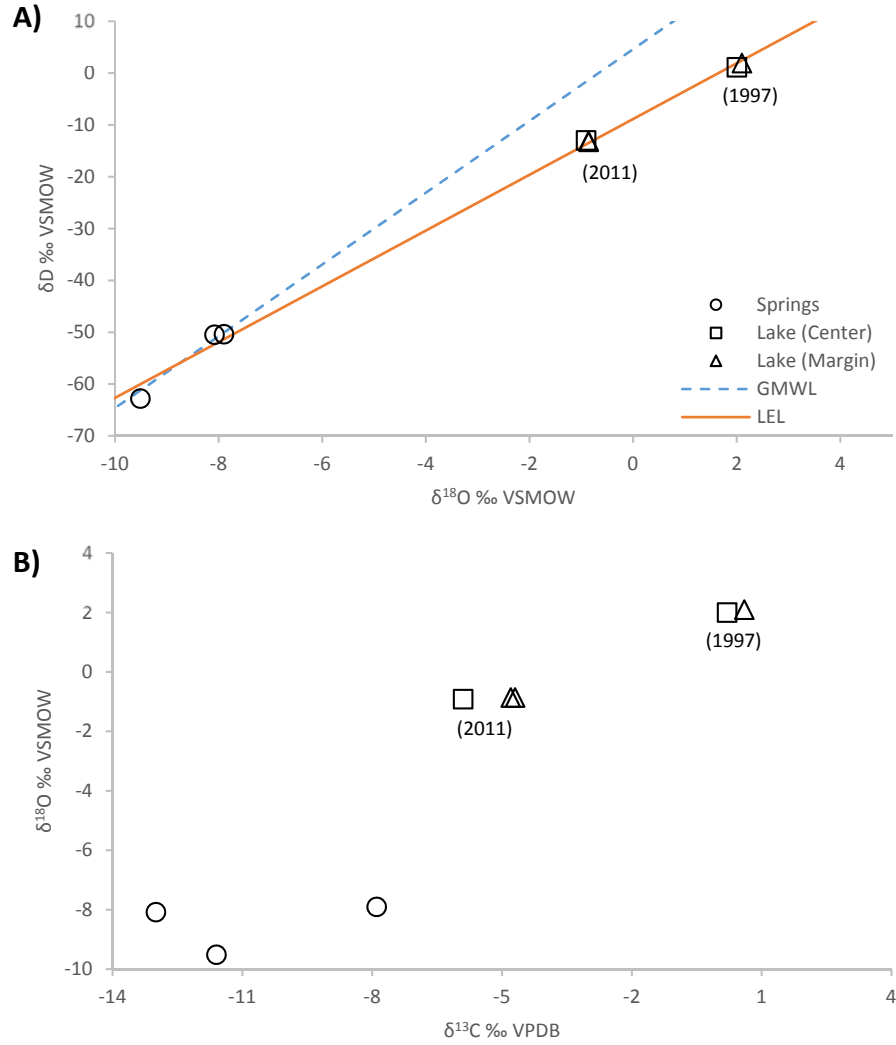 A)
10
0
-10
-20
-30
-40
-50
-60
-70
δD ‰ VSMOW
(1997)
(2011)
Springs
Lake (Center)
Lake (Margin)
GMWL
LEL
-10 -8 -6 -4 -2 0 2 4
δ¹⁸O ‰ VSMOW
B)
4
2
0
-2
-4
-6
-8
-10
δ¹⁸O ‰ VSMOW
(1997)
(2011)
-14 -11 -8 -5 -2 1 4
δ¹³C ‰ VPDB